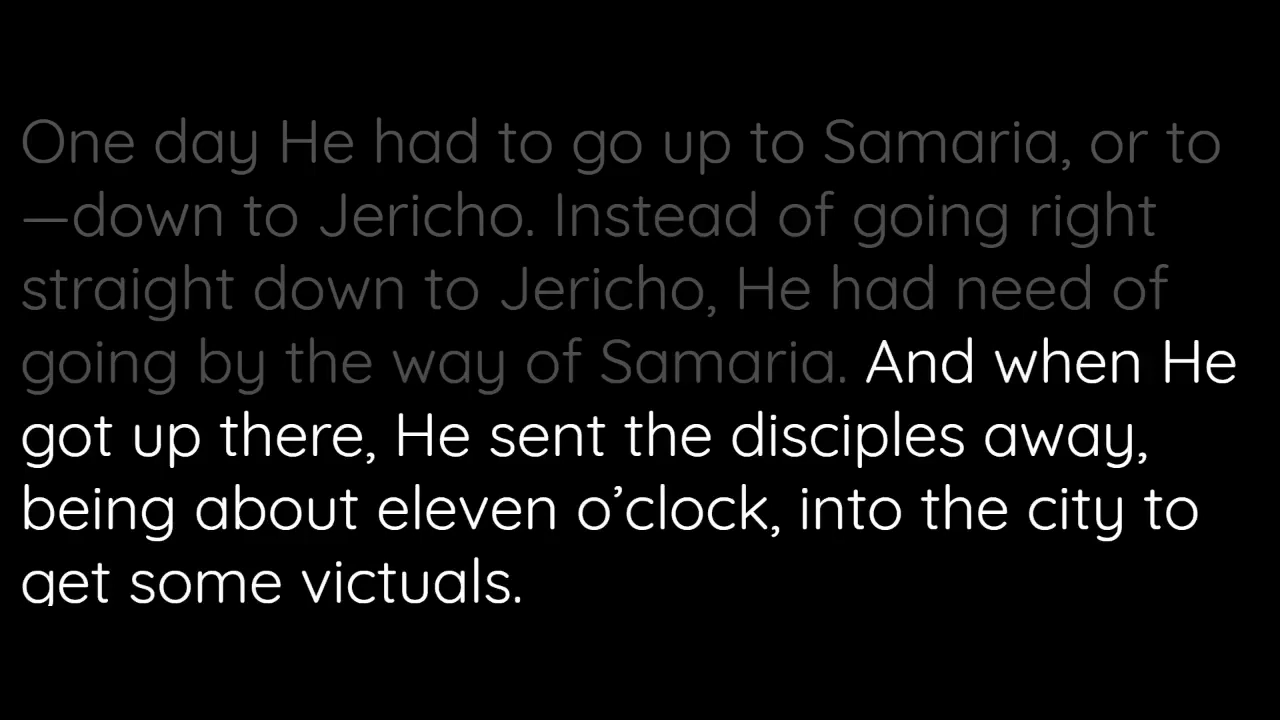 One day He had to go up to Samaria, or to
—down to Jericho. Instead of going right
straight down to Jericho, He had need of
going by the way of Samaria. And when He
got up there, He sent the disciples away,
being about eleven o’clock, into the city to
get some victuals.